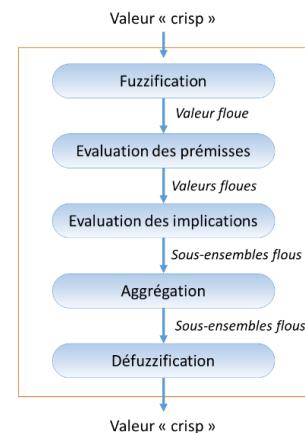 Valeur « crisp »
Fuzzification
Valeur floue
Evaluation des prémisses
Valeurs floues
Evaluation des implications
Sous-ensembles flous
Aggrégation
Sous-ensembles flous
Défuzzification
Valeur « crisp »